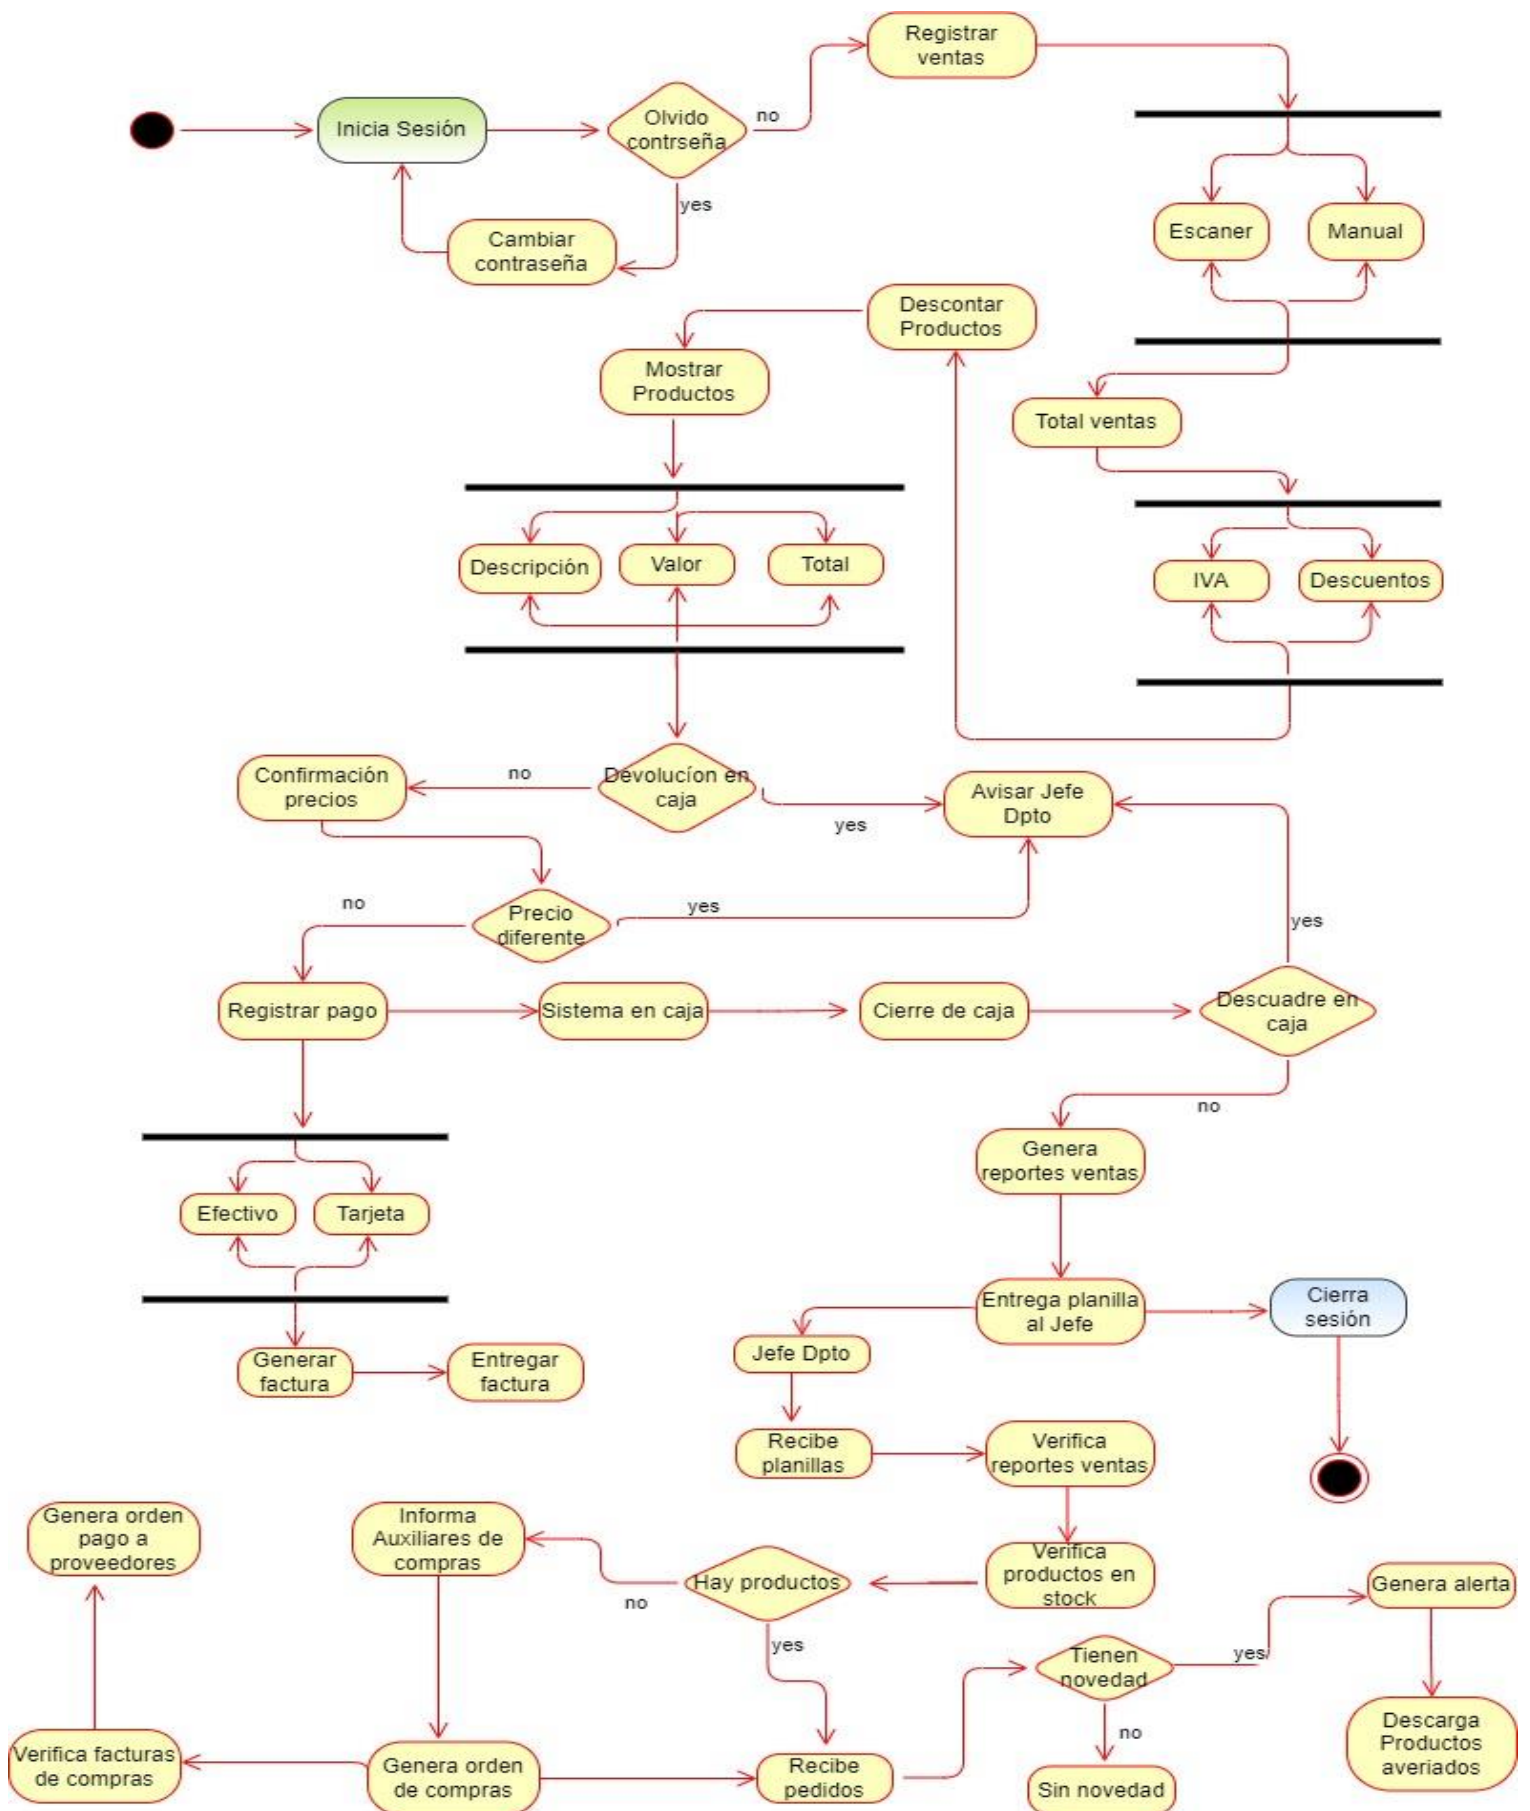 Registrar
ventas
Inicia Sesión
Olvido
contrseña
no
yes
Cambiar
contraseña
Escaner
Manual
Descontar
Productos
Mostrar
Productos
Total ventas
Descripción
Valor
Total
IVA
Descuentos
Confirmación
precios
no
Devolucíon en
caja
yes
Avisar Jefe
Dpto
no
Precio
diferente
yes
yes
Registrar pago
Sistema en caja
Cierre de caja
Descuadre en
caja
no
Genera
reportes ventas
Efectivo
Tarjeta
Entrega planilla
al Jefe
Cierra
sesión
Jefe Dpto
Generar
factura
Entregar
factura
Recibe
planillas
Verifica
reportes ventas
Genera orden
pago a
proveedores
Informa
Auxiliares de
compras
no
Hay productos
Verifica
productos en
stock
Genera alerta
yes
Tienen
novedad
yes
no
Verifica facturas
de compras
Genera orden
de compras
Recibe
pedidos
Sin novedad
Descarga
Productos
averiados